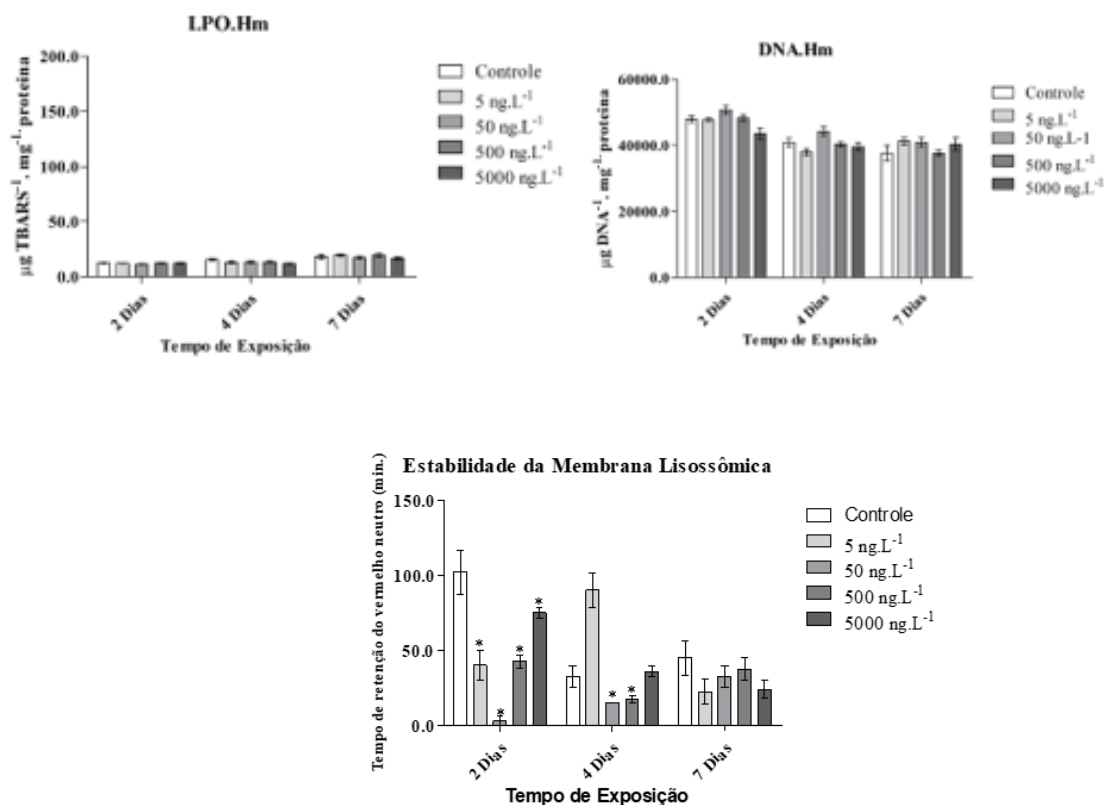 LPO.Hm
µg TBARS⁻¹. mg⁻¹. proteina
200.0
150.0
100.0
50.0
0.0
2 Dias
4 Dias
7 Dias
Tempo de Exposição
Controle
5 ng.L⁻¹
50 ng.L⁻¹
500 ng.L⁻¹
5000 ng.L⁻¹
DNA.Hm
µg DNA⁻¹. mg⁻¹. proteina
60000.0
40000.0
20000.0
0.0
2 Dias
4 Dias
7 Dias
Tempo de Exposição
Controle
5 ng.L⁻¹
50 ng.L-1
500 ng.L⁻¹
5000 ng.L⁻¹
Estabilidade da Membrana Lisossômica
Tempo de retenção do vermelho neutro (min.)
150.0
100.0
50.0
0.0
* * * *
* *
2 Dias
4 Dias
7 Dias
Tempo de Exposição
Controle
5 ng.L⁻¹
50 ng.L⁻¹
500 ng.L⁻¹
5000 ng.L⁻¹